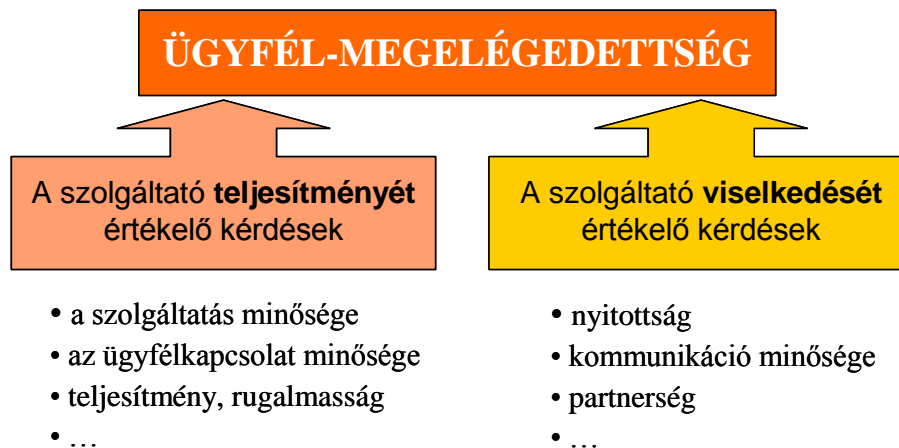 ÜGYFÉL-MEGELÉGEDETTSÉG
A szolgáltató teljesítményét
értékelő kérdések
• a szolgáltatás minősége
• az ügyfélkapcsolat minősége
• teljesítmény, rugalmasság
• …
A szolgáltató viselkedését
értékelő kérdések
• nyitottság
• kommunikáció minősége
• partnerség
• …